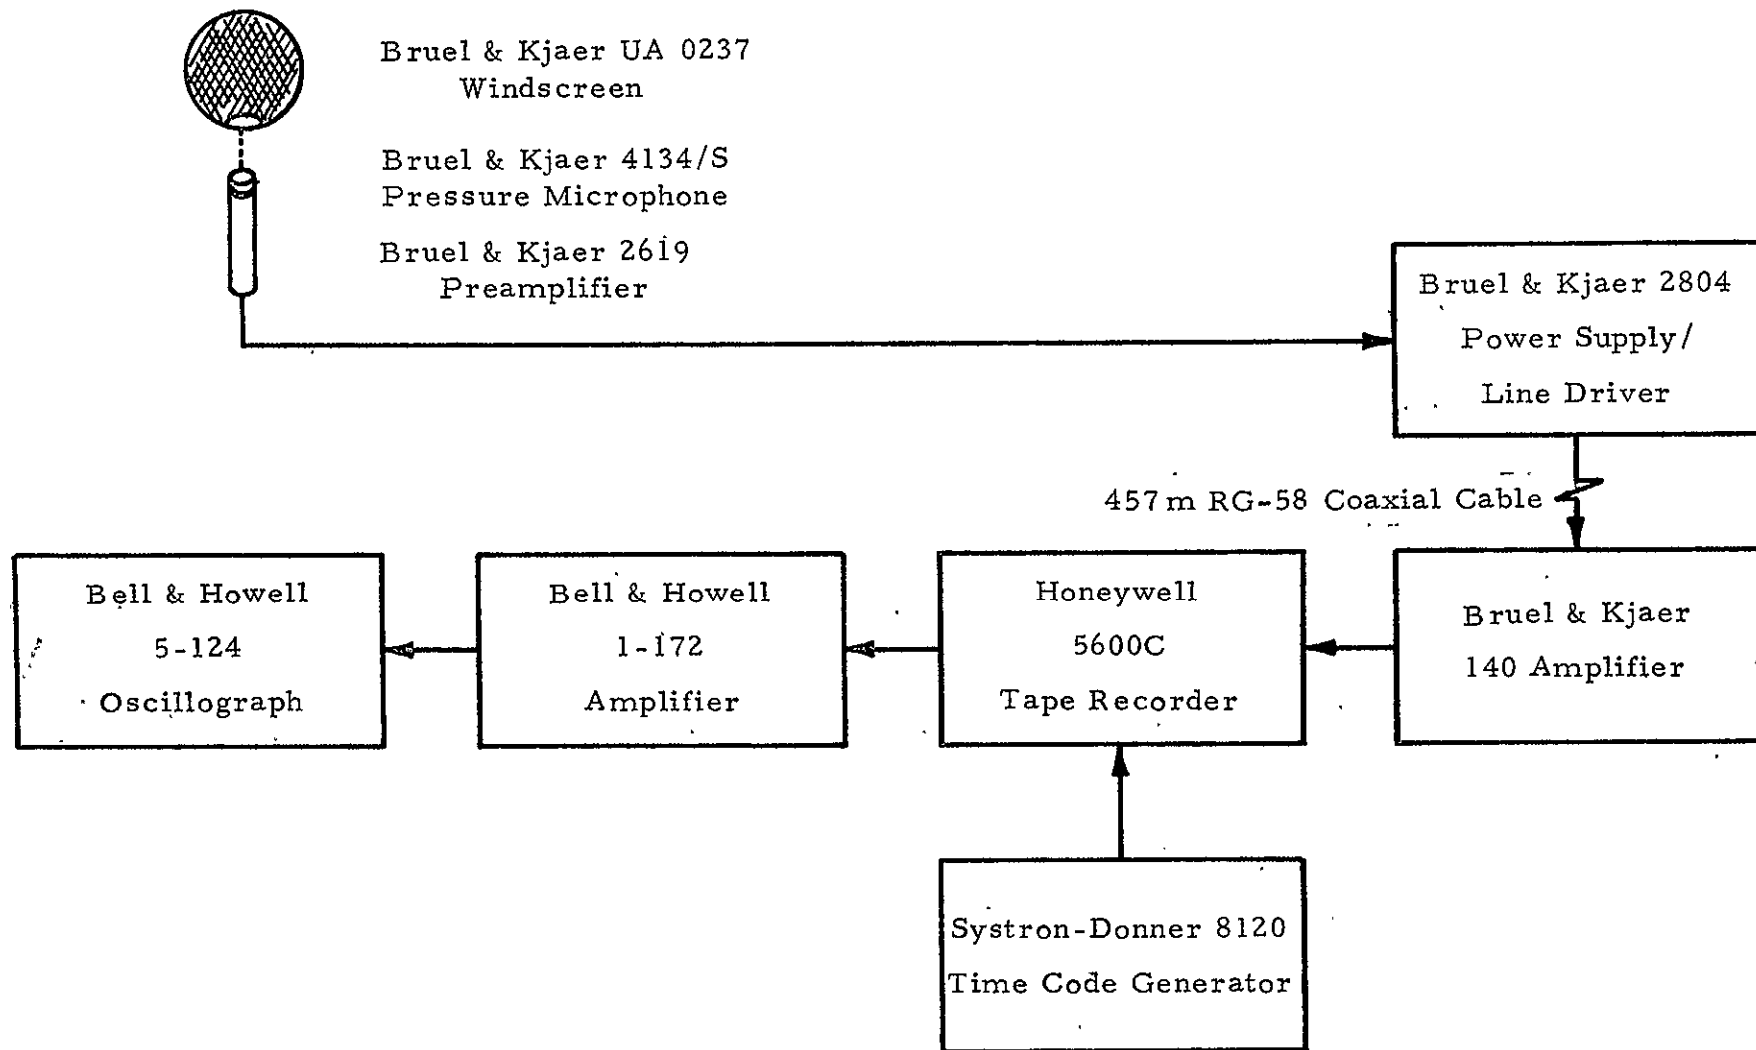 Bruel & Kjaer UA 0237
Windscreen
Bruel & Kjaer 4134/S
Pressure Microphone
Bruel & Kjaer 2619
Preamplifier
Bruel & Kjaer 2804
Power Supply/
Line Driver
457 m RG-58 Coaxial Cable
Bell & Howell
5-124
Oscillograph
Bell & Howell
1-172
Amplifier
Honeywell
5600C
Tape Recorder
Bruel & Kjaer
140 Amplifier
Systron-Donner 8120
Time Code Generator